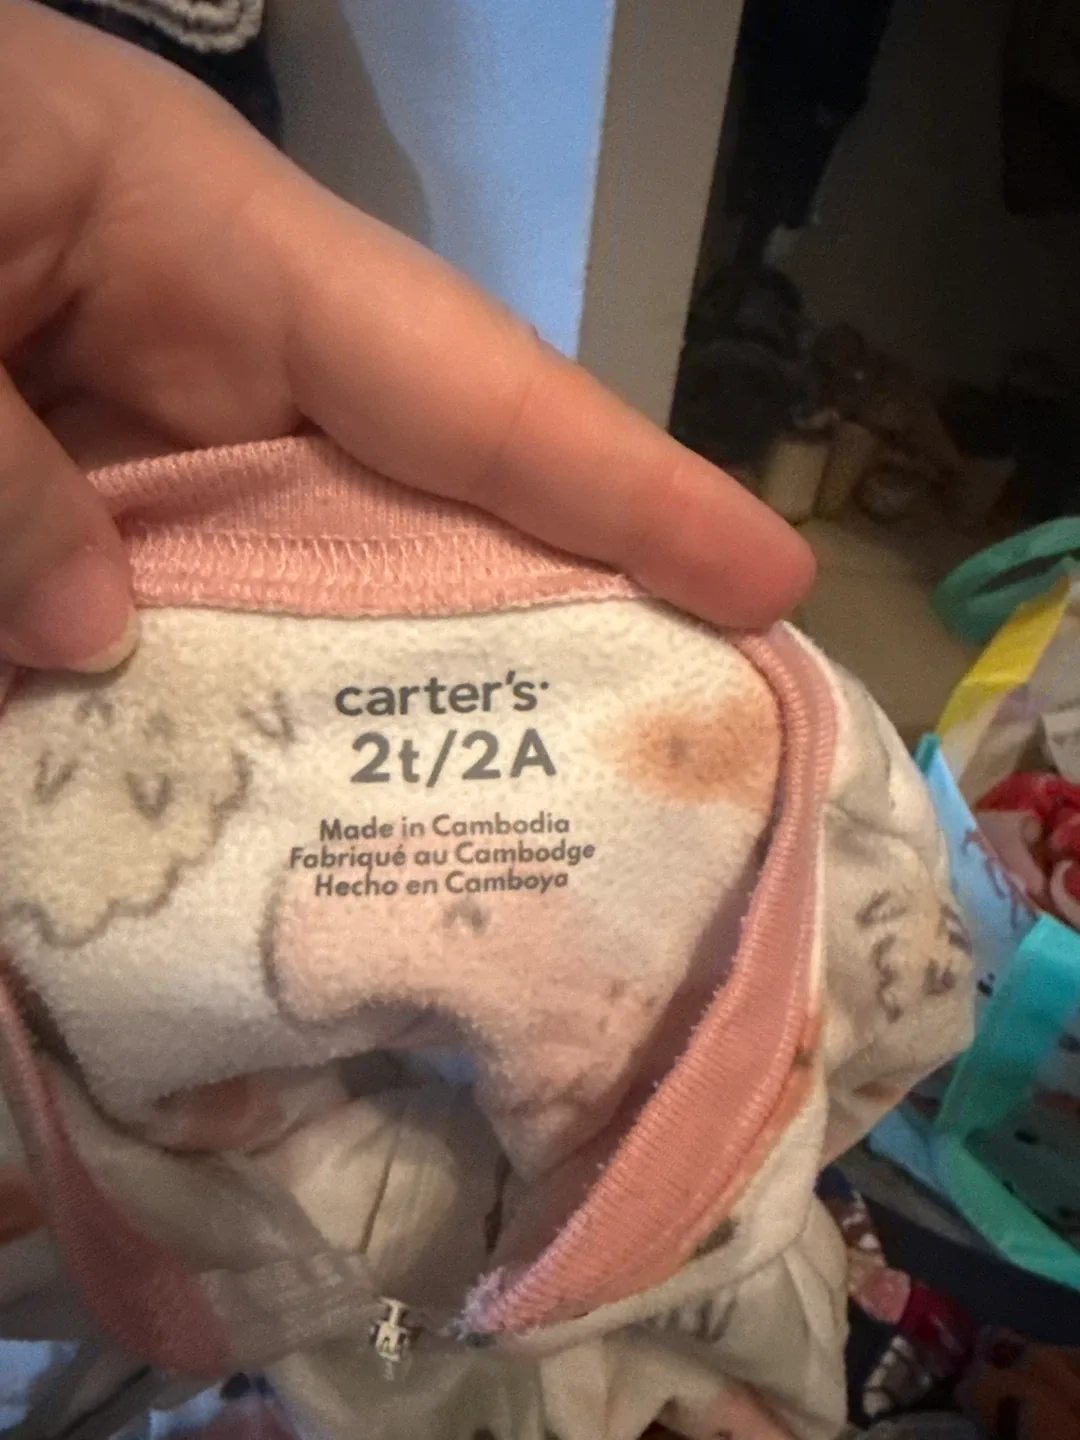 carter's
2t/2A
Made in Cambodia
Fabriqué au Cambodge
Hecho en Camboya